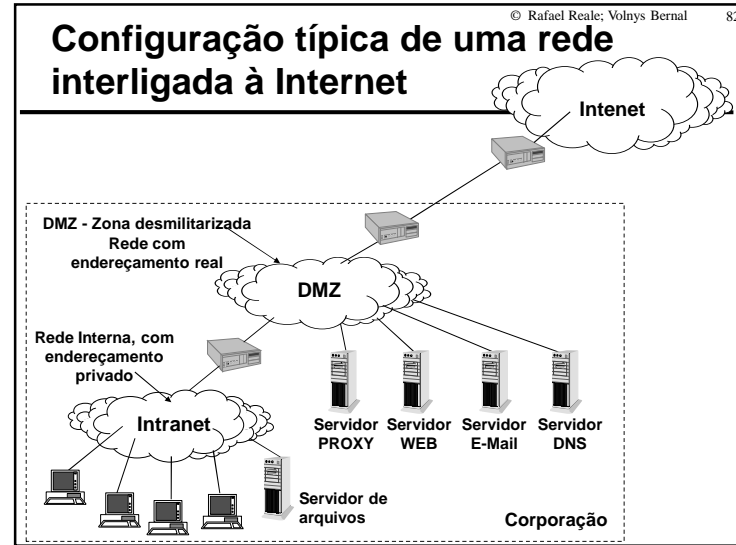 © Rafael Reale; Volnys Bernal 82
Configuração típica de uma rede
interligada à Internet
Intenet
DMZ - Zona desmilitarizada
Rede com
endereçamento real
DMZ
Rede Interna, com
endereçamento
privado
Intranet
Servidor
PROXY
Servidor
WEB
Servidor
E-Mail
Servidor
DNS
Servidor de
arquivos
Corporação